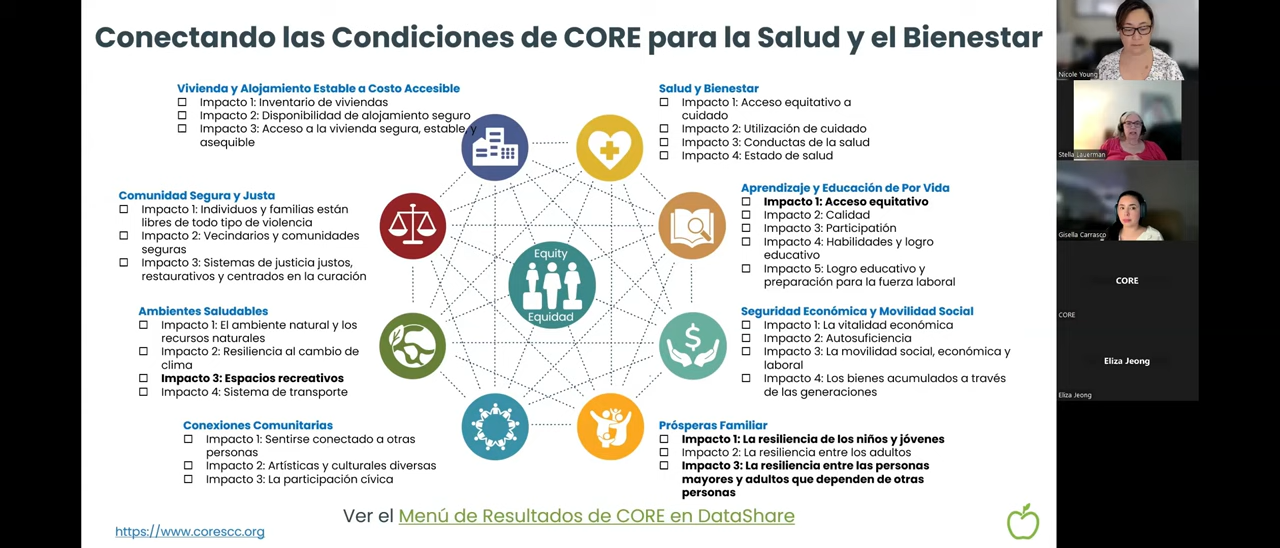 Conectando las Condiciones de CORE para la Salud y el Bienestar
Vivienda y Alojamiento Estable a Costo Accesible
Impacto 1: Inventario de viviendas
Impacto 2: Disponibilidad de alojamiento seguro
Impacto 3: Acceso a la vivienda segura, estable, y
asequible
Salud y Bienestar
Impacto 1: Acceso equitativo a
cuidado
Impacto 2: Utilización de cuidado
Impacto 3: Conductas de la salud
Impacto 4: Estado de salud
Comunidad Segura y Justa
Impacto 1: Individuos y familias están
libres de todo tipo de violencia
Impacto 2: Vecindarios y comunidades
seguras
Impacto 3: Sistemas de justicia justos,
restaurativos y centrados en la curación
Aprendizaje y Educación de Por Vida
Impacto 1: Acceso equitativo
Impacto 2: Calidad
Impacto 3: Participatión
Impacto 4: Habilidades y logro
educativo
Impacto 5: Logro educativo y
preparación para la fuerza laboral
Equity
Equidad
Ambientes Saludables
Impacto 1: El ambiente natural y los
recursos naturales
Impacto 2: Resiliencia al cambio de
clima
Impacto 3: Espacios recreativos
Impacto 4: Sistema de transporte
Seguridad Económica y Movilidad Social
Impacto 1: La vitalidad económica
Impacto 2: Autosuficiencia
Impacto 3: La movilidad social, económica y
laboral
Impacto 4: Los bienes acumulados a través
de las generaciones
$
Conexiones Comunitarias
Impacto 1: Sentirse conectado a otras
personas
Impacto 2: Artísticas y culturales diversas
Impacto 3: La participación cívica
Prósperas Familiar
Impacto 1: La resiliencia de los niños y jóvenes
Impacto 2: La resiliencia entre los adultos
Impacto 3: La resiliencia entre las personas
mayores y adultos que dependen de otras
personas
Ver el Menú de Resultados de CORE en DataShare
https://www.corescc.org
Nicole Young
Stella Lauerman
Gisella Carrasco
CORE
CORE
Eliza Jeong
Eliza Jeong